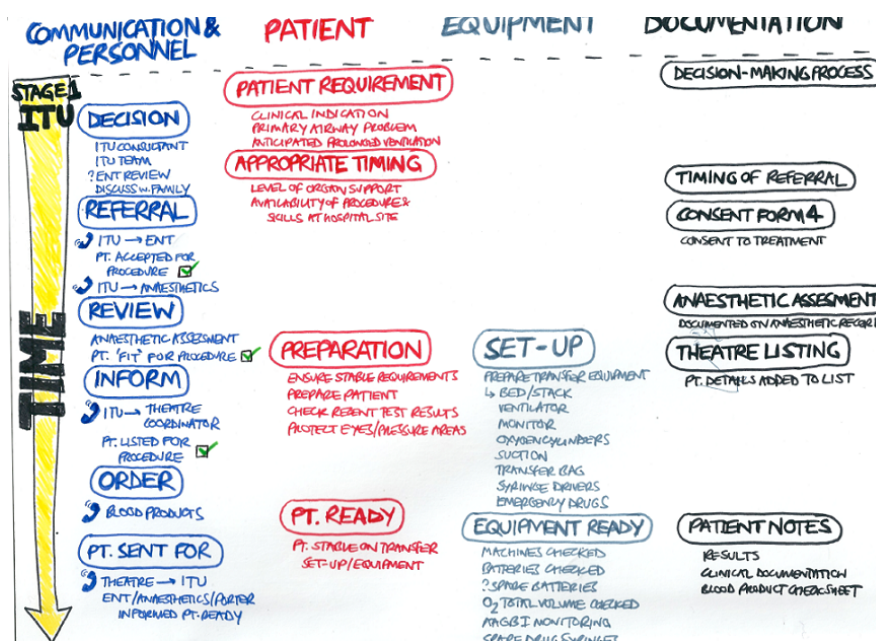 COMMUNICATION &
PERSONNEL
PATIENT
EQUIPMENT
DOCUMENTATION
STAGE 1
ITU
TIME
DECISION
ITU CONSULTANT
ITU TEAM
? ENT REVIEW
DISCUSS W. FAMILY
REFERRAL
ITU → ENT
PT. ACCEPTED FOR
PROCEDURE
ITU → ANAESTHETICS
REVIEW
ANAESTHETIC ASSESSMENT
PT. 'FIT' FOR PROCEDURE
INFORM
ITU → THEATRE
COORDINATOR
PT. LISTED FOR
PROCEDURE
ORDER
BLOOD PRODUCTS
PT. SENT FOR
THEATRE → ITU
ENT/ANAESTHETICS/PORTER
INFORMED PT. READY
PATIENT REQUIREMENT
CLINICAL INDICATION
PRIMARY AIRWAY PROBLEM
ANTICIPATED PROLONGED VENTILATION
APPROPRIATE TIMING
LEVEL OF ORGAN SUPPORT
AVAILABILITY OF PROCEDURE &
SKILLS AT HOSPITAL SITE
PREPARATION
ENSURE STABLE REQUIREMENTS
PREPARE PATIENT
CHECK RECENT TEST RESULTS
PROTECT EYES/PRESSURE AREAS
PT. READY
PT. STABLE ON TRANSFER
SET-UP/EQUIPMENT
SET-UP
PREPARE TRANSFER EQUIPMENT
↳ BED/STACK
VENTILATOR
MONITOR
OXYGEN CYLINDERS
SUCTION
TRANSFER BAG
SYRINGE DRIVERS
EMERGENCY DRUGS
EQUIPMENT READY
MACHINES CHECKED
BATTERIES CHECKED
? SPARE BATTERIES
O2 TOTAL VOLUME CHECKED
AAGBI MONITORING
SPARE DRUG SYRINGES
DECISION-MAKING PROCESS
TIMING OF REFERRAL
CONSENT FORM 4
CONSENT TO TREATMENT
ANAESTHETIC ASSESMENT
DOCUMENTED ON ANAESTHETIC RECORD
THEATRE LISTING
PT. DETAILS ADDED TO LIST
PATIENT NOTES
RESULTS
CLINICAL DOCUMENTATION
BLOOD PRODUCT CHECKSHEET